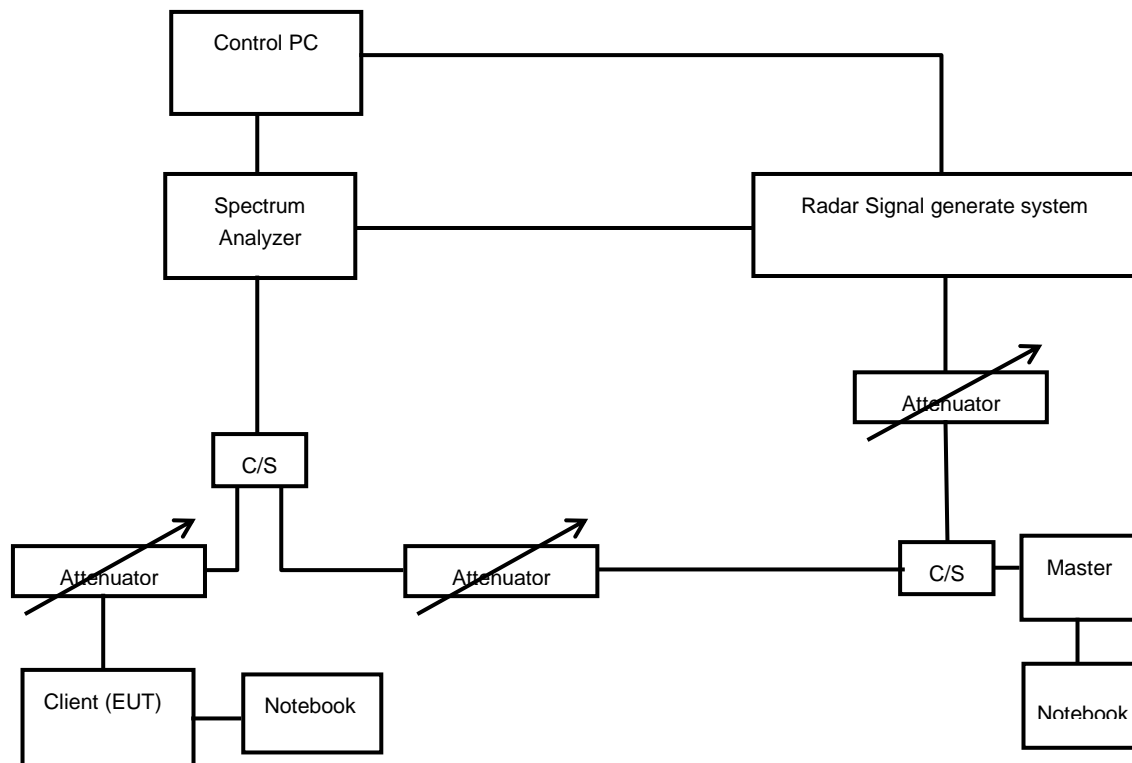 Control PC
Spectrum
Analyzer
Radar Signal generate system
Attenuator
C/S
Attenuator
Attenuator
C/S
Master
Client (EUT)
Notebook
Notebook